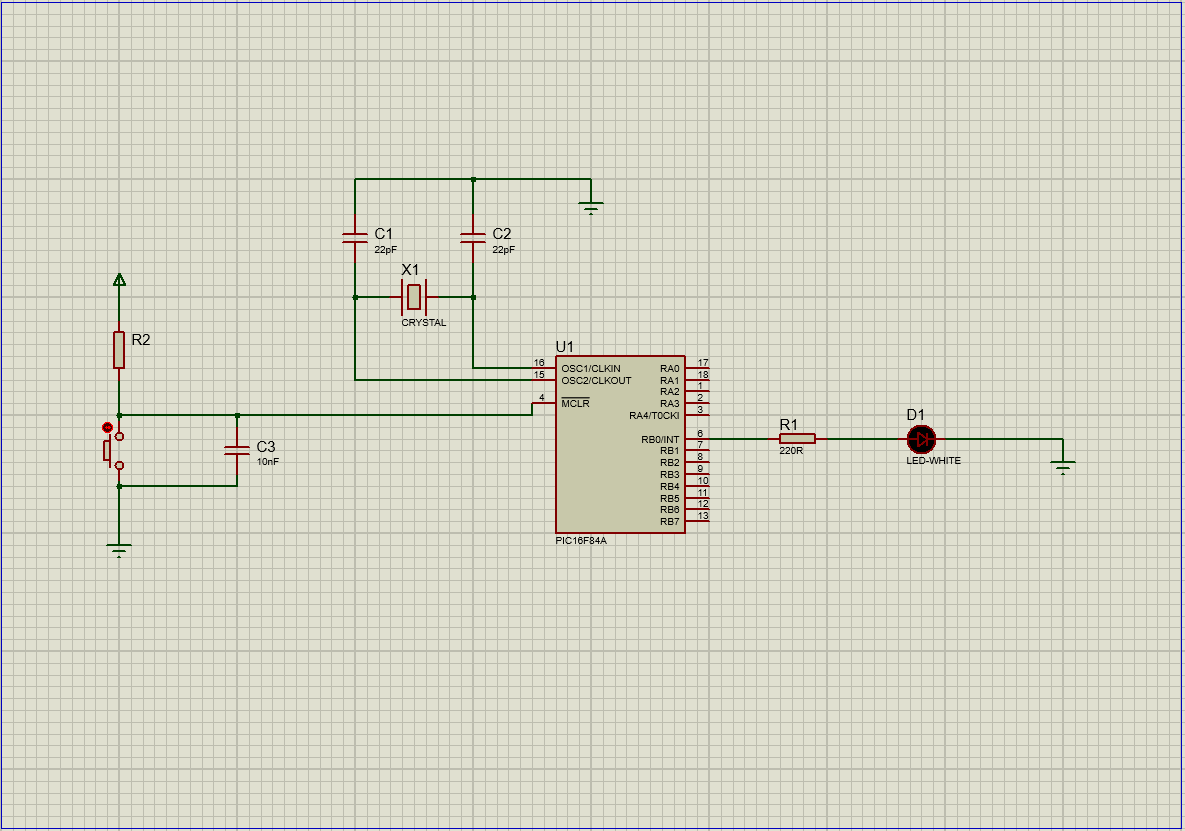 C1
22pF
C2
22pF
X1
CRYSTAL
R2
C3
10nF
U1
16
OSC1/CLKIN
15
OSC2/CLKOUT
4
MCLR
RA0
17
RA1
18
RA2
1
RA3
2
RA4/T0CKI
3
RB0/INT
6
RB1
7
RB2
8
RB3
9
RB4
10
RB5
11
RB6
12
RB7
13
PIC16F84A
R1
220R
D1
LED-WHITE